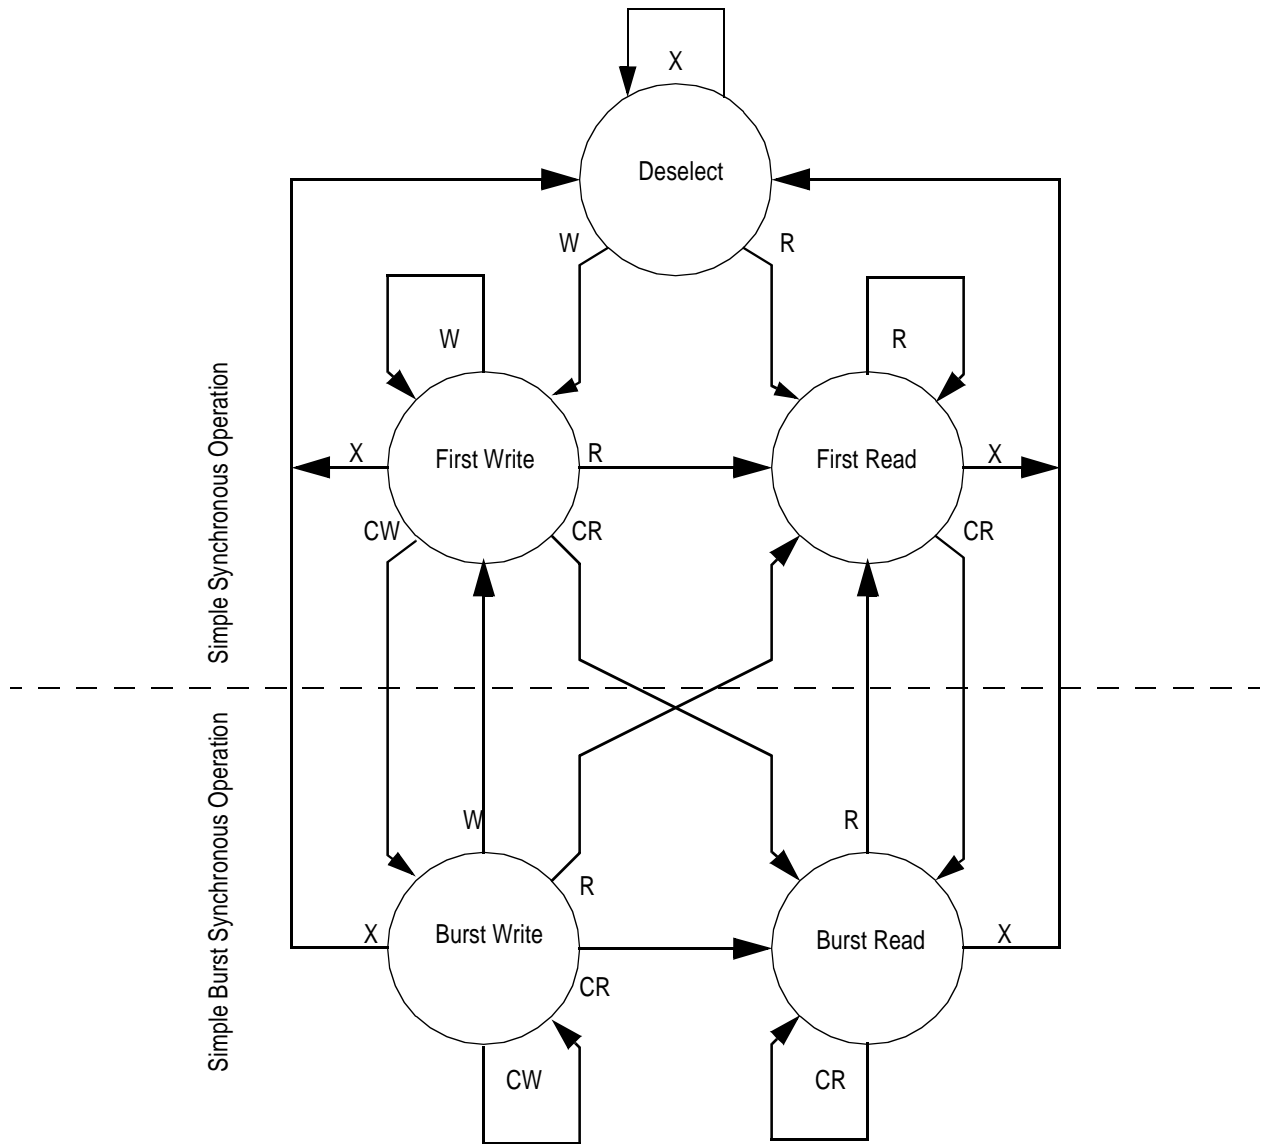 X
Deselect
W
R
W
R
Simple Synchronous Operation
X
First Write
R
First Read
X
CW
CR
CR
Simple Burst Synchronous Operation
W
R
R
X
Burst Write
Burst Read
X
CR
CW
CR